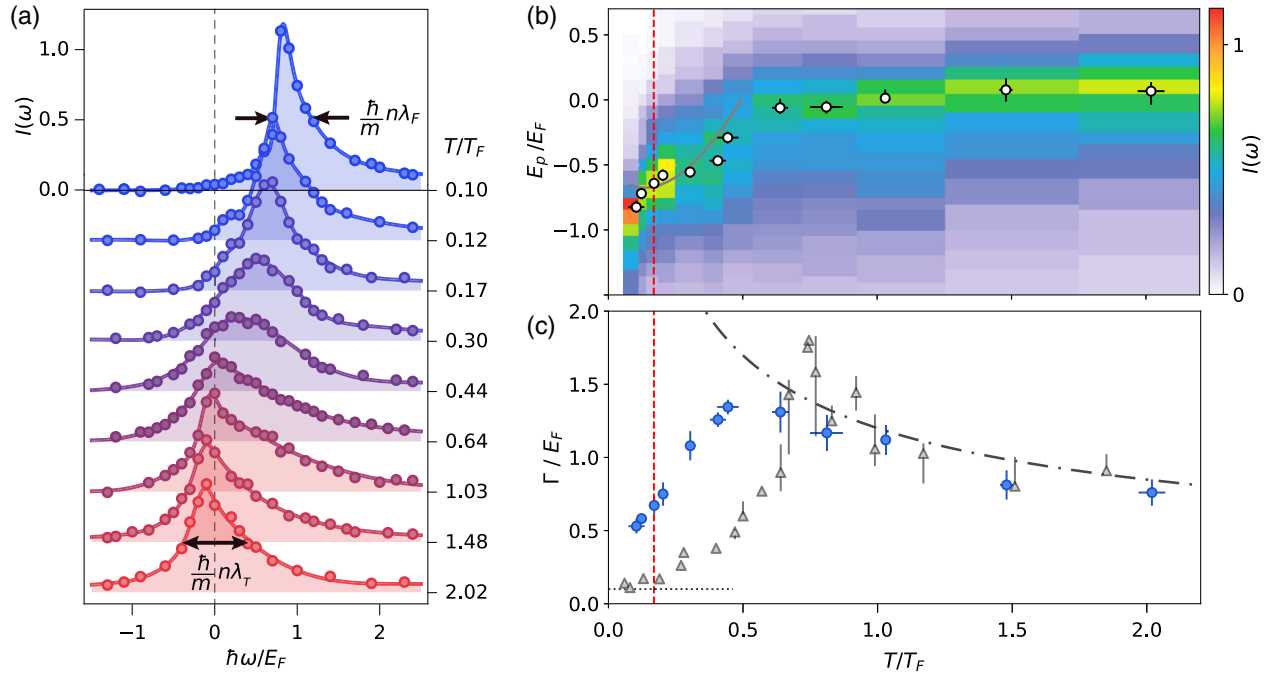 (a)
I(ω)
1.0
0.5
0.0
ħ/m nλ_F
T/T_F
0.10
0.12
0.17
0.30
0.44
0.64
1.03
1.48
2.02
ħ/m nλ_T
−1 0 1 2
ħω/E_F
(b)
E_p/E_F
0.5
0.0
−0.5
−1.0
1
0
I(ω)
(c)
Γ / E_F
2.0
1.5
1.0
0.5
0.0
0.0 0.5 1.0 1.5 2.0
T/T_F